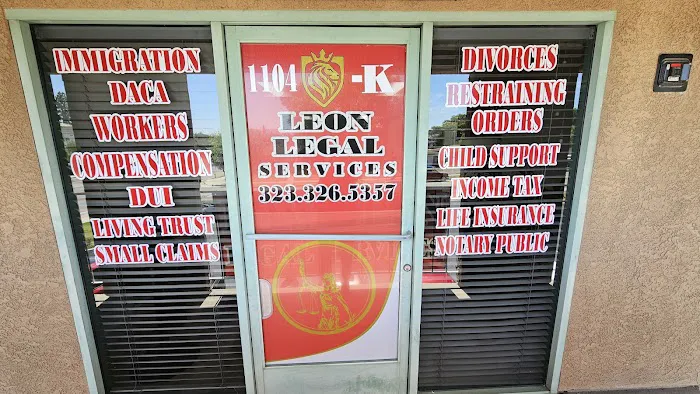 IMMIGRATION
DACA
WORKERS
COMPENSATION
DUI
LIVING TRUST
SMALL CLAIMS
1104 -K
LEON
LEGAL
SERVICES
323.326.5357
DIVORCES
RESTRAINING
ORDERS
CHILD SUPPORT
INCOME TAX
LIFE INSURANCE
NOTARY PUBLIC